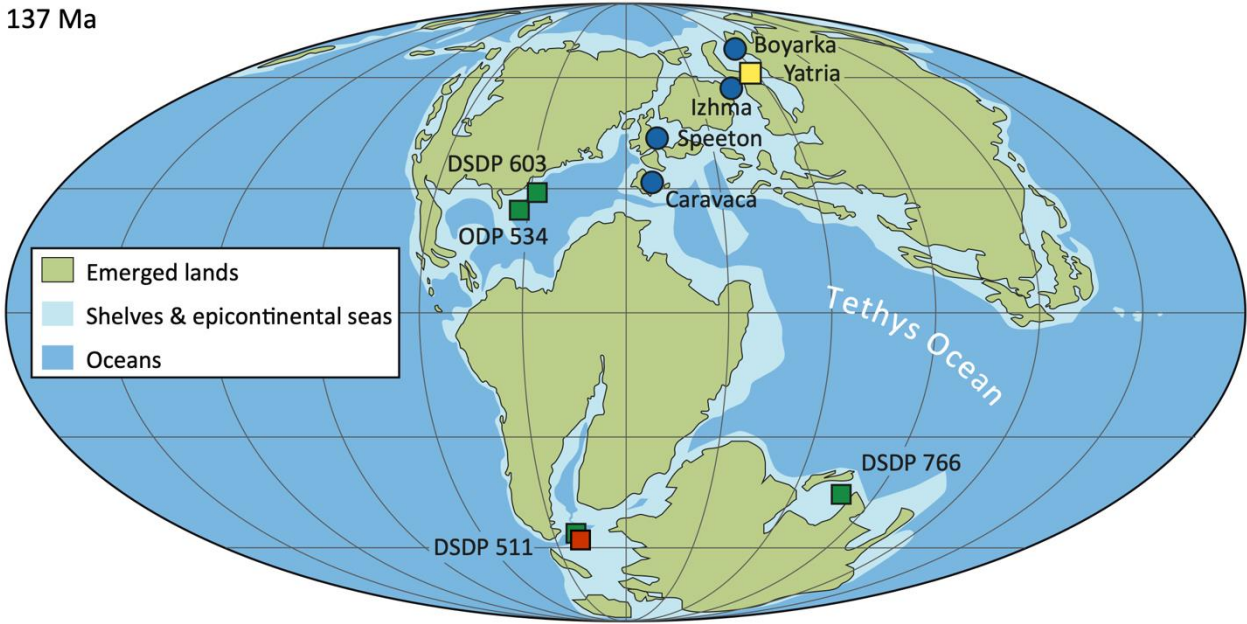 137 Ma
Boyarka
Yatria
Izhma
Speeton
DSDP 603
Caravaca
ODP 534
Emerged lands
Shelves & epicontinental seas
Oceans
Tethys Ocean
DSDP 766
DSDP 511